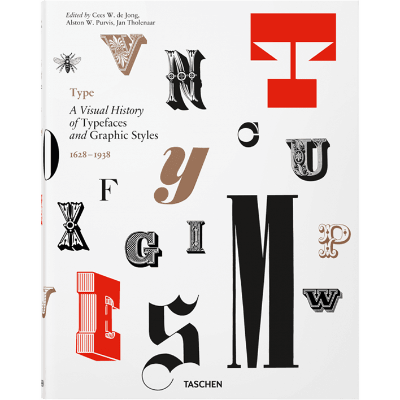 Edited by Cees W. de Jong,
Alston W. Purvis, Jan Tholenaar
V
N
T
Type
A Visual History
of Typefaces
and Graphic Styles
1628–1938
C
U
y
F
X
G
I
M
P
W
V
E
S
TASCHEN